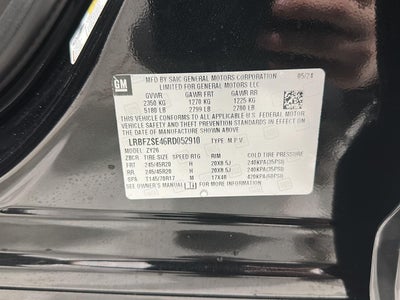 GM
MFD BY SAIC GENERAL MOTORS CORPORATION 05/24
LIMITED FOR GENERAL MOTORS LLC
GVWR GAWR FRT GAWR RR
2350 KG 1270 KG 1225 KG
5180 LB 2799 LB 2700 LB
THIS VEHICLE CONFORMS TO ALL APPLICABLE U.S. FEDERAL MOTOR
VEHICLE SAFETY AND THEFT PREVENTION STANDARDS IN EFFECT ON
THE DATE OF MANUFACTURE SHOWN ABOVE.
LRBFZSE46RD052910 TYPE: M.P.V.
MODEL: ZY26
TIRE SIZE SPEED RTG RIM COLD TIRE PRESSURE
FRT 245/45R20 H 20X8.5J 240KPA(35PSI)
RR 245/45R20 H 20X8.5J 240KPA(35PSI)
SPA T145/70R17 M 17X4B 420KPA(60PSI)
SEE OWNER'S MANUAL FOR MORE INFORMATION.